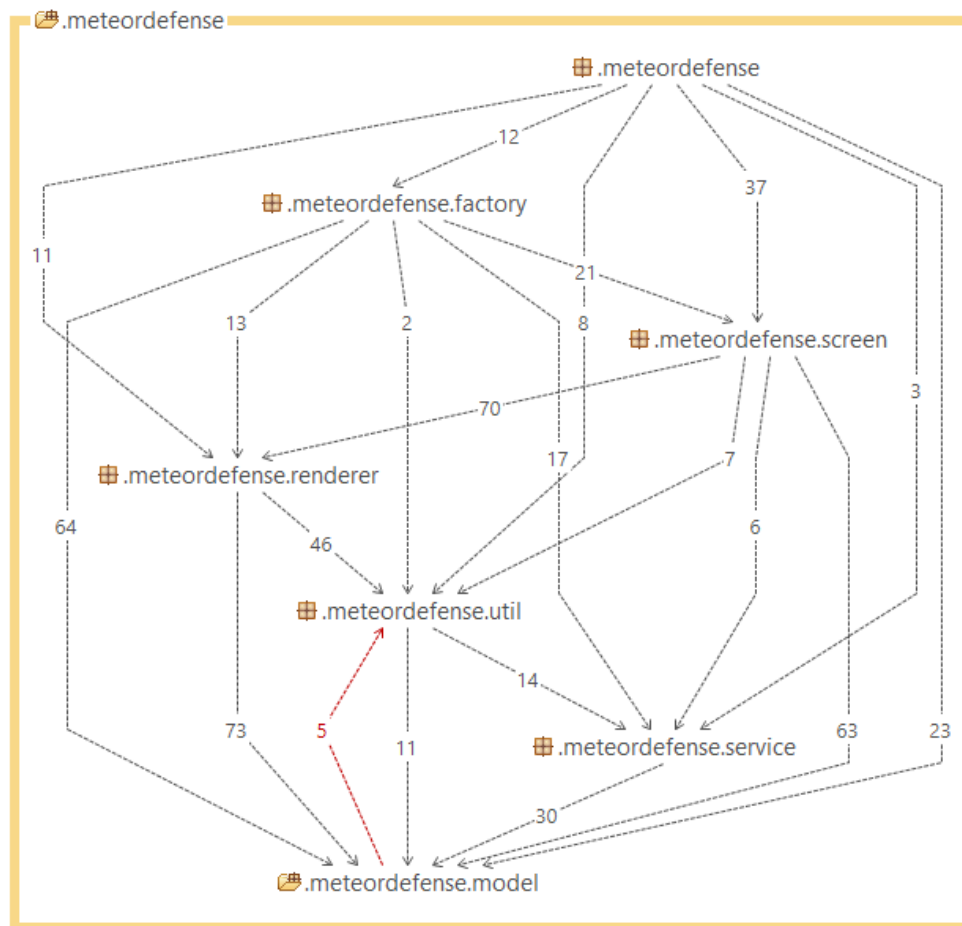 .meteordefense
.meteordefense
12
37
.meteordefense.factory
11
21
13
2
8
.meteordefense.screen
3
70
17
7
.meteordefense.renderer
64
46
6
.meteordefense.util
14
73
5
11
63
23
.meteordefense.service
30
.meteordefense.model